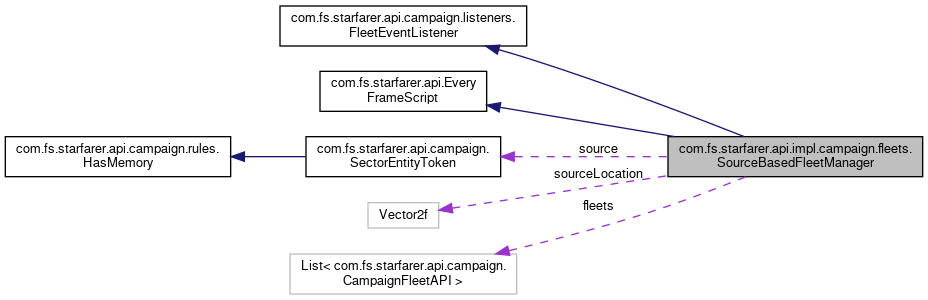 com.fs.starfarer.api.campaign.listeners.
FleetEventListener
com.fs.starfarer.api.Every
FrameScript
com.fs.starfarer.api.campaign.rules.
HasMemory
com.fs.starfarer.api.campaign.
SectorEntityToken
source
com.fs.starfarer.api.impl.campaign.fleets.
SourceBasedFleetManager
sourceLocation
Vector2f
fleets
List< com.fs.starfarer.api.campaign.
CampaignFleetAPI >